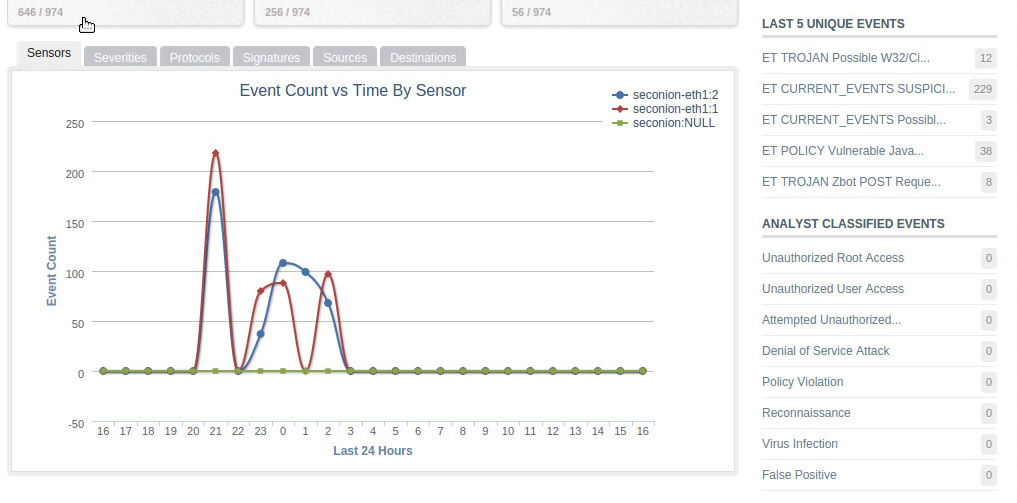 646 / 974
256 / 974
56 / 974
Sensors
Severities
Protocols
Signatures
Sources
Destinations
Event Count vs Time By Sensor
seconion-eth1:2
seconion-eth1:1
seconion:NULL
Event Count
250
200
150
100
50
0
-50
16 17 18 19 20 21 22 23 0 1 2 3 4 5 6 7 8 9 10 11 12 13 14 15 16
Last 24 Hours
LAST 5 UNIQUE EVENTS
ET TROJAN Possible W32/Ci... 12
ET CURRENT_EVENTS SUSPICI... 229
ET CURRENT_EVENTS Possibl... 3
ET POLICY Vulnerable Java... 38
ET TROJAN Zbot POST Reque... 8
ANALYST CLASSIFIED EVENTS
Unauthorized Root Access 0
Unauthorized User Access 0
Attempted Unauthorized... 0
Denial of Service Attack 0
Policy Violation 0
Reconnaissance 0
Virus Infection 0
False Positive 0